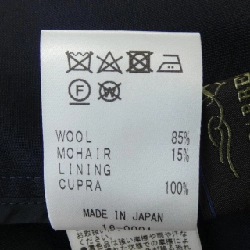 F W
WOOL 85%
MOHAIR 15%
LINING
CUPRA 100%
MADE IN JAPAN